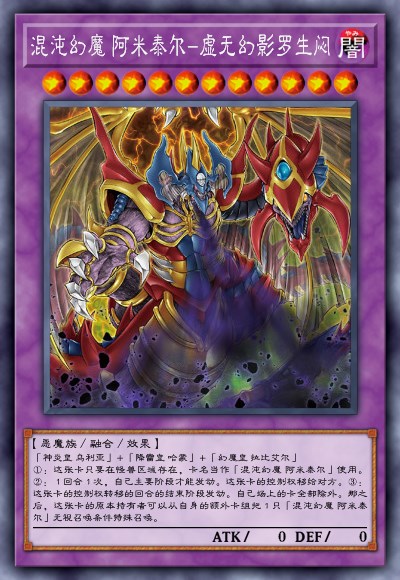 混沌幻魔 阿米泰尔-虚无幻影罗生闷
やみ
闇
【恶魔族/融合/效果】
「神炎皇 乌利亚」+「降雷皇 哈蒙」+「幻魔皇 拉比艾尔」
①：这张卡只要在怪兽区域存在，卡名当作「混沌幻魔 阿米泰尔」使用。
②：1回合1次，自己主要阶段才能发动。这张卡的控制权移给对方。③：
这张卡的控制权转移的回合的结束阶段发动。自己场上的卡全部除外。那之
后，这张卡的原本持有者可以从自身的额外卡组把1只「混沌幻魔 阿米泰
尔」无视召唤条件特殊召唤。
ATK/ 0 DEF/ 0